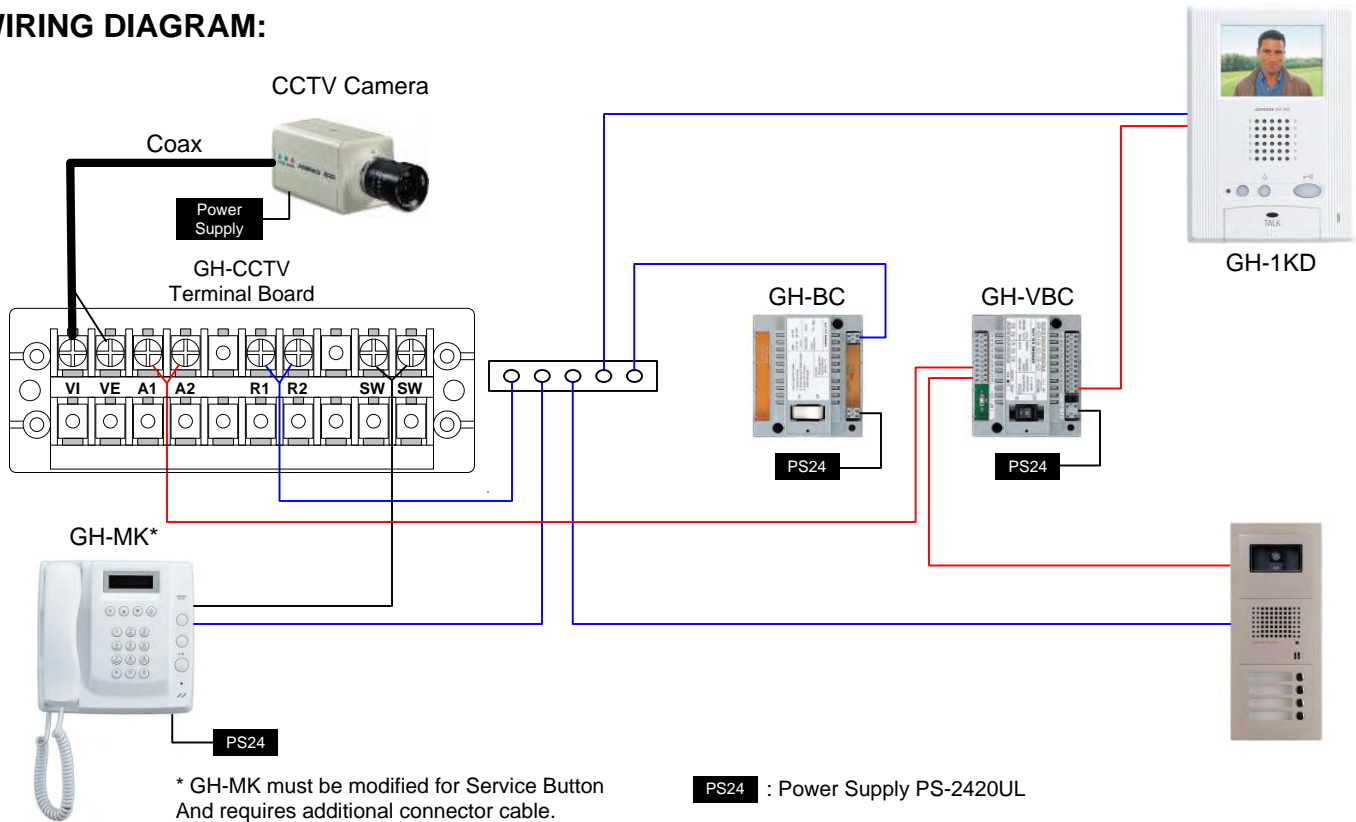 WIRING DIAGRAM:
CCTV Camera
Coax
Power
Supply
GH-CCTV
Terminal Board
VI VE A1 A2 R1 R2 SW SW
GH-BC
GH-VBC
PS24
PS24
GH-1KD
TALK
GH-MK*
PS24
* GH-MK must be modified for Service Button
And requires additional connector cable.
PS24 : Power Supply PS-2420UL